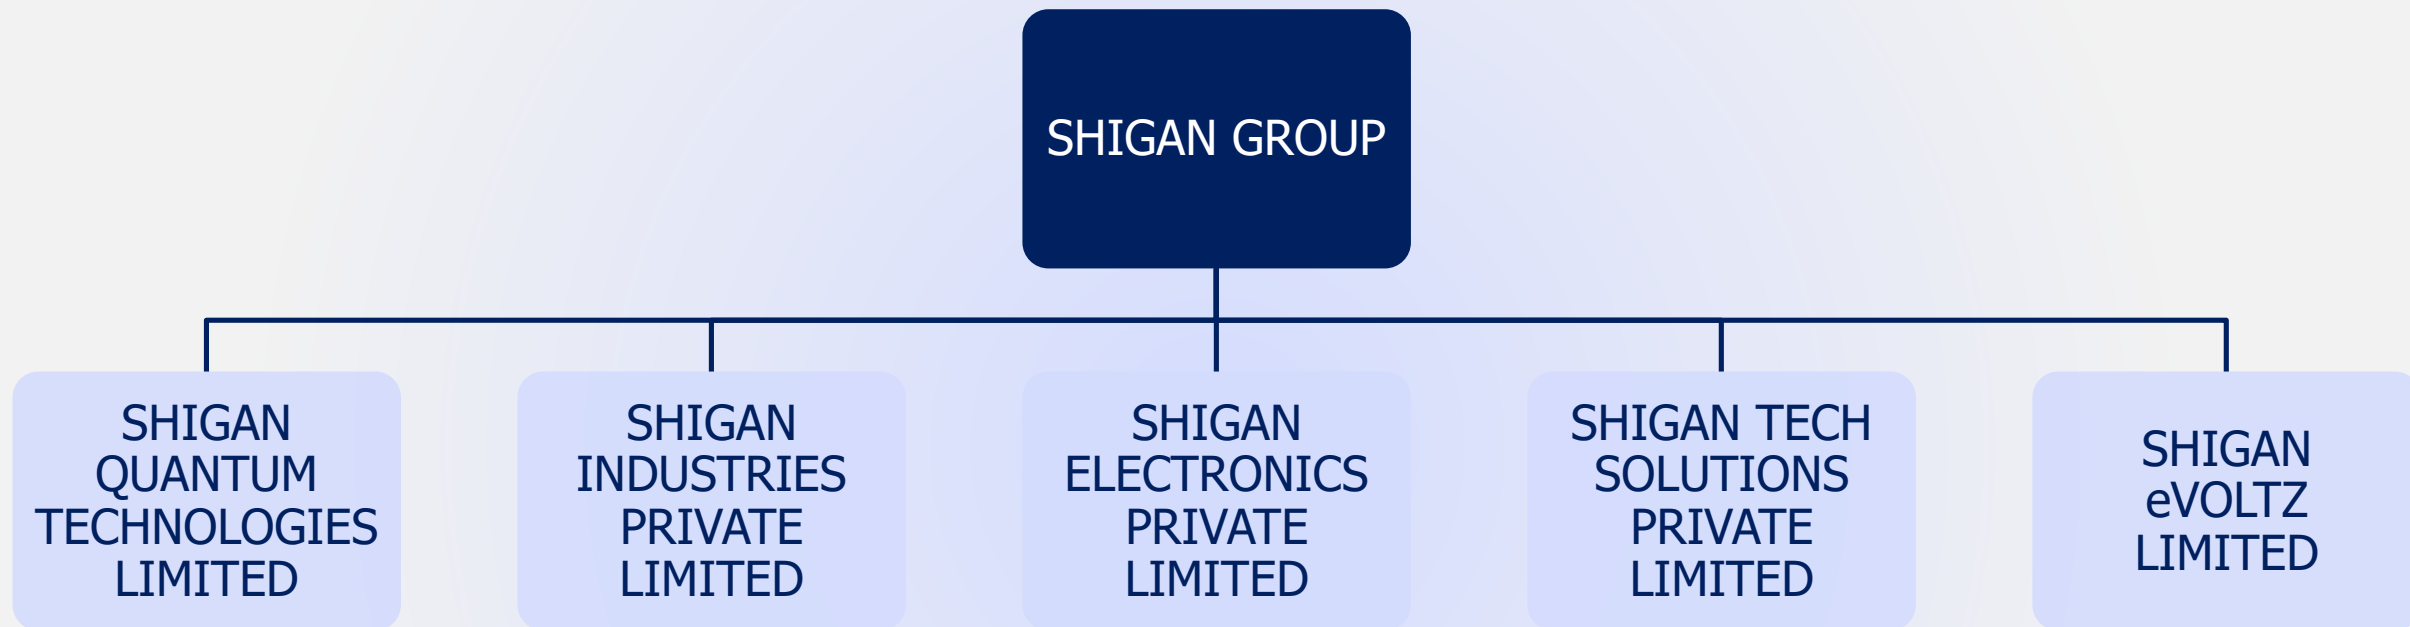 SHIGAN GROUP
SHIGAN
QUANTUM
TECHNOLOGIES
LIMITED
SHIGAN
INDUSTRIES
PRIVATE
LIMITED
SHIGAN
ELECTRONICS
PRIVATE
LIMITED
SHIGAN TECH
SOLUTIONS
PRIVATE
LIMITED
SHIGAN
eVOLTZ
LIMITED